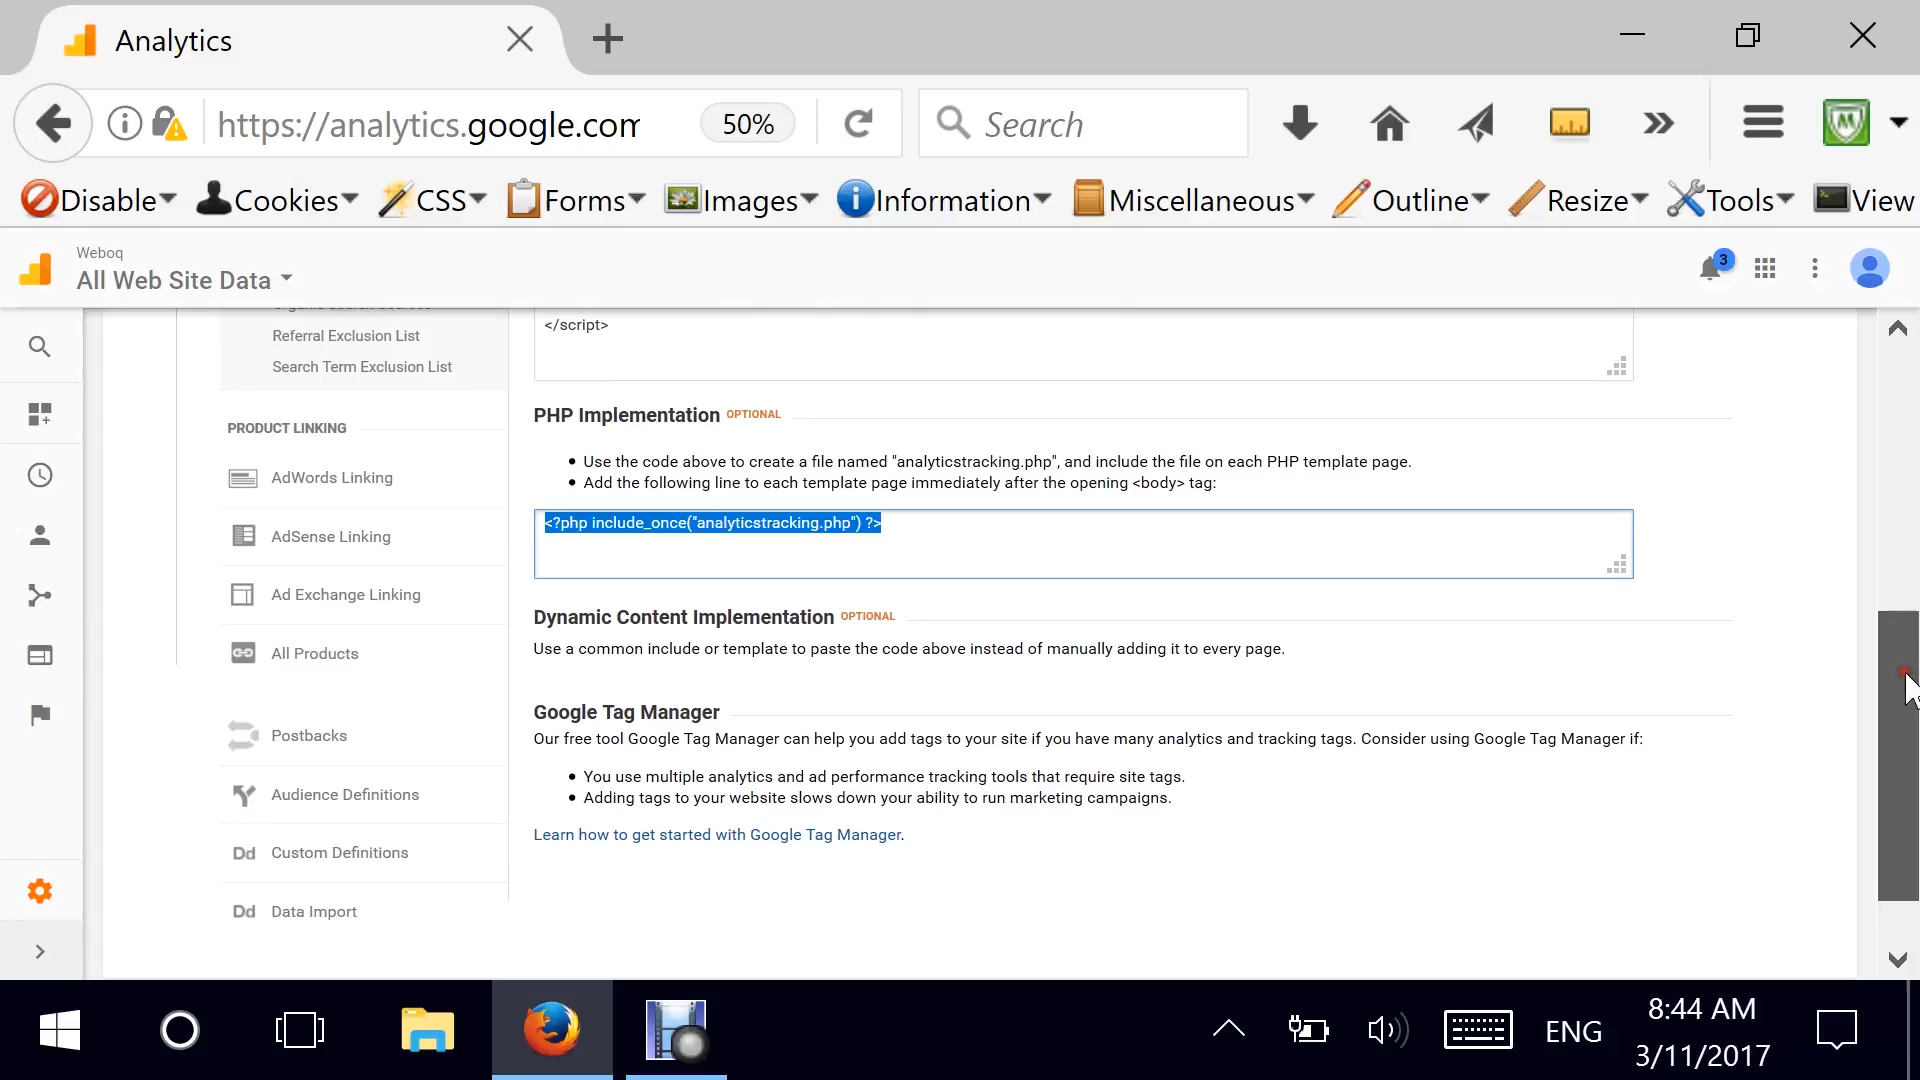 Analytics
https://analytics.google.com
50%
Search
Disable
Cookies
CSS
Forms
Images
Information
Miscellaneous
Outline
Resize
Tools
View
Weboq
All Web Site Data
3
Referral Exclusion List
Search Term Exclusion List
PRODUCT LINKING
AdWords Linking
AdSense Linking
Ad Exchange Linking
All Products
Postbacks
Audience Definitions
Dd Custom Definitions
Dd Data Import
</script>
PHP Implementation OPTIONAL
• Use the code above to create a file named "analyticstracking.php", and include the file on each PHP template page.
• Add the following line to each template page immediately after the opening <body> tag:
<?php include_once("analyticstracking.php") ?>
Dynamic Content Implementation OPTIONAL
Use a common include or template to paste the code above instead of manually adding it to every page.
Google Tag Manager
Our free tool Google Tag Manager can help you add tags to your site if you have many analytics and tracking tags. Consider using Google Tag Manager if:
• You use multiple analytics and ad performance tracking tools that require site tags.
• Adding tags to your website slows down your ability to run marketing campaigns.
Learn how to get started with Google Tag Manager.
ENG
8:44 AM
3/11/2017